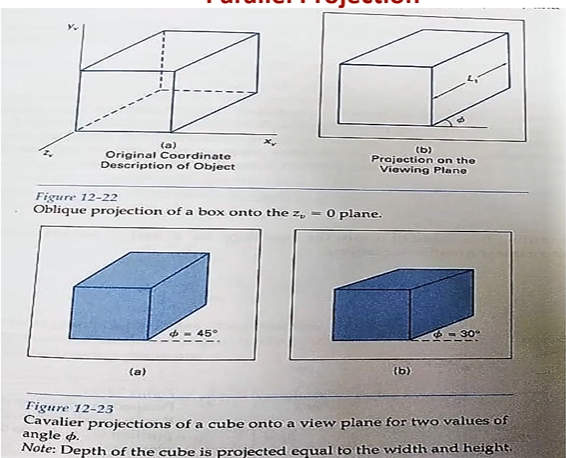 Parallel Projection
y_v
L_1
ϕ
z_v
x_v
(a)
Original Coordinate
Description of Object
(b)
Projection on the
Viewing Plane
Figure 12-22
Oblique projection of a box onto the z_v = 0 plane.
ϕ = 45°
ϕ = 30°
(a)
(b)
Figure 12-23
Cavalier projections of a cube onto a view plane for two values of
angle ϕ.
Note: Depth of the cube is projected equal to the width and height.